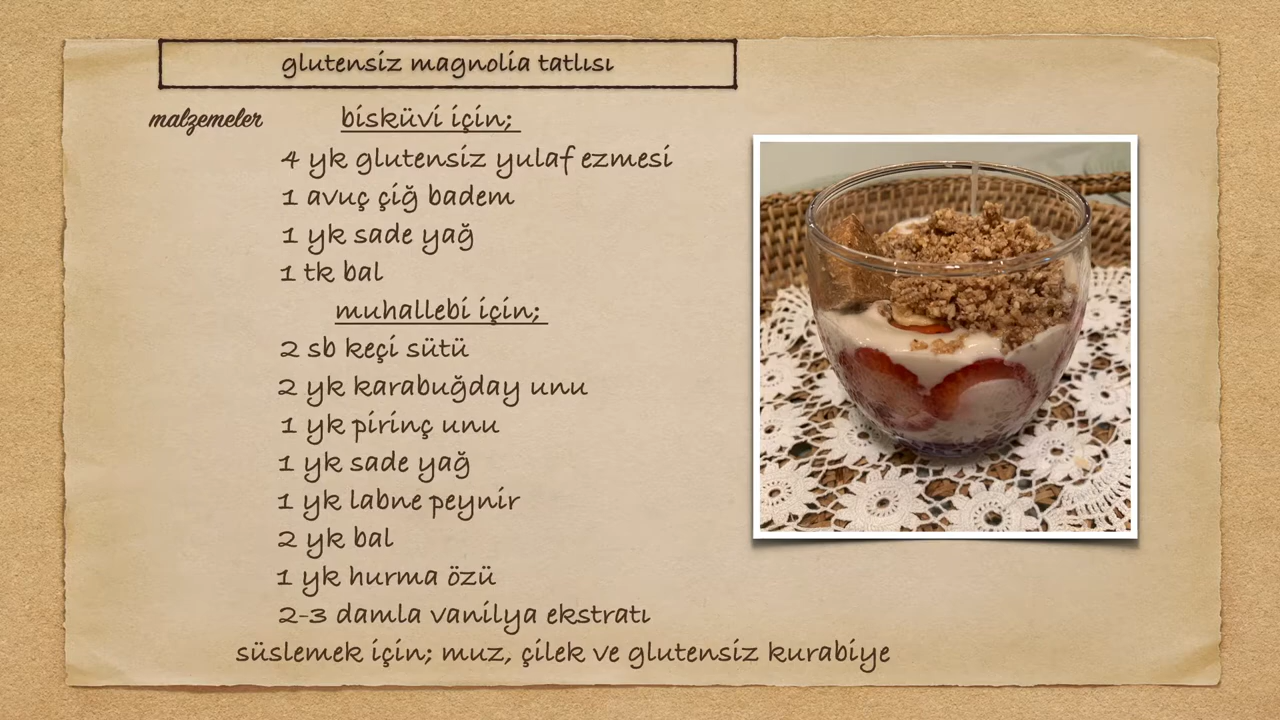 glutensiz magnolia tatlısı
malzemeler bisküvi için;
4 yk glutensiz yulaf ezmesi
1 avuç çiğ badem
1 yk sade yağ
1 tk bal
muhallebi için;
2 sb keçi sütü
2 yk karabuğday unu
1 yk pirinç unu
1 yk sade yağ
1 yk labne peynir
2 yk bal
1 yk hurma özü
2-3 damla vanilya ekstratı
süslemek için; muz, çilek ve glutensiz kurabiye